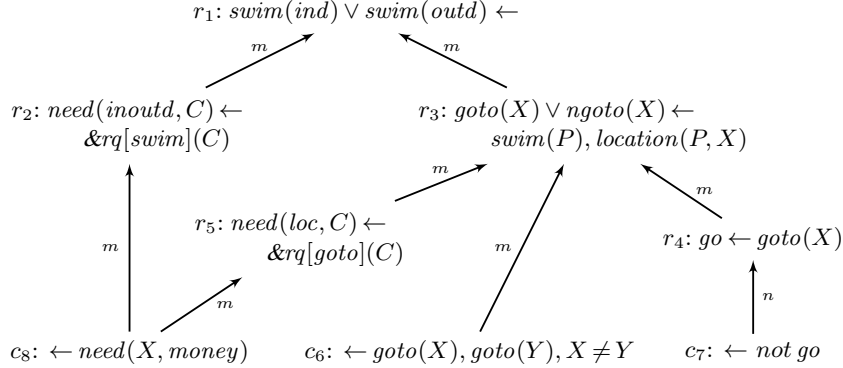 r₁: swim(ind) ∨ swim(outd) ←
m
m
r₂: need(inoutd, C) ←
&rq[swim](C)
r₃: goto(X) ∨ ngoto(X) ←
swim(P), location(P, X)
m
m
r₅: need(loc, C) ←
&rq[goto](C)
r₄: go ← goto(X)
m
m
m
n
c₈: ← need(X, money)
c₆: ← goto(X), goto(Y), X ≠ Y
c₇: ← not go